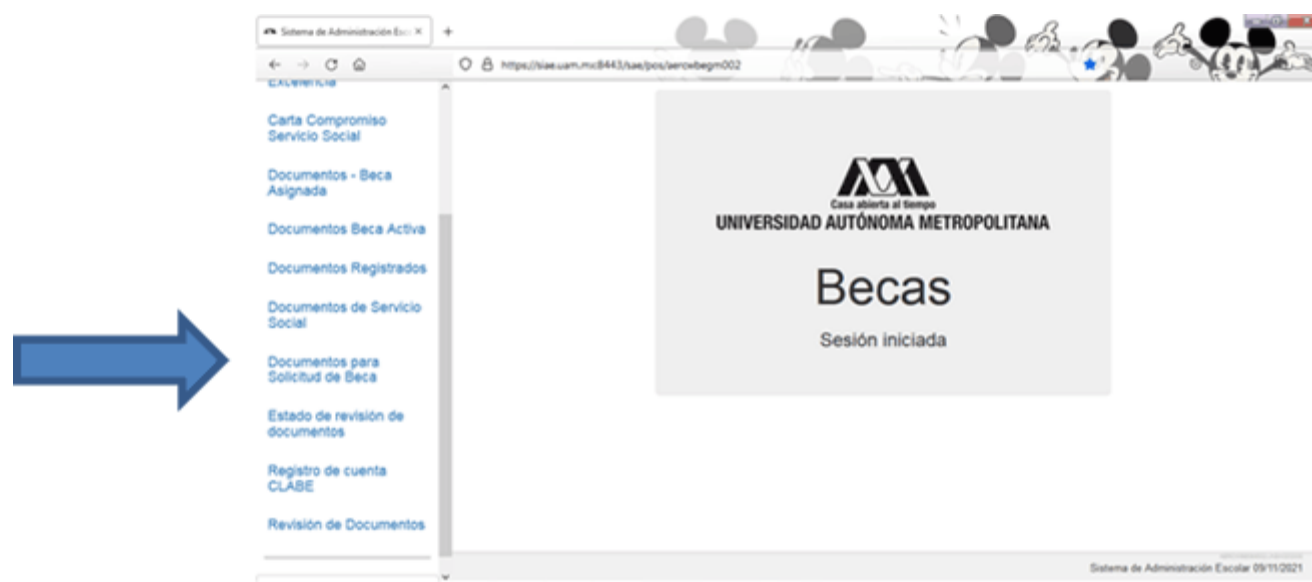 Sistema de Administración Esc
https://siae.uam.mx:8443/sae/pos/aercwbegm002
Excelencia
Carta Compromiso
Servicio Social
Documentos - Beca
Asignada
Documentos Beca Activa
Documentos Registrados
Documentos de Servicio
Social
Documentos para
Solicitud de Beca
Estado de revisión de
documentos
Registro de cuenta
CLABE
Revisión de Documentos
Casa abierta al tiempo
UNIVERSIDAD AUTÓNOMA METROPOLITANA
Becas
Sesión iniciada
Sistema de Administración Escolar 09/11/2021